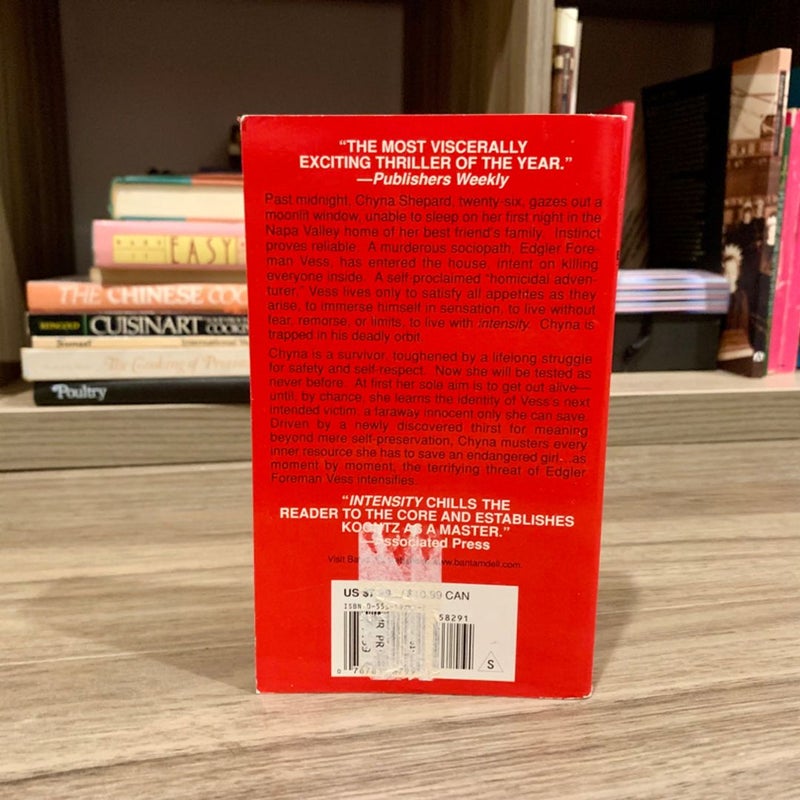 "THE MOST VISCERALLY
EXCITING THRILLER OF THE YEAR."
—Publishers Weekly
Past midnight, Chyna Shepard, twenty-six, gazes out a
moonlit window, unable to sleep on her first night in the
Napa Valley home of her best friend's family. Instinct
proves reliable. A murderous sociopath, Edgler Fore-
man Vess, has entered the house, intent on killing
everyone inside. A self-proclaimed "homicidal adven-
turer," Vess lives only to satisfy all appetites as they
arise, to immerse himself in sensation, to live without
fear, remorse, or limits, to live with intensity. Chyna is
trapped in his deadly orbit.
Chyna is a survivor, toughened by a lifelong struggle
for safety and self-respect. Now she will be tested as
never before. At first her sole aim is to get out alive—
until, by chance, she learns the identity of Vess's next
intended victim, a faraway innocent only she can save.
Driven by a newly discovered thirst for meaning
beyond mere self-preservation, Chyna musters every
inner resource she has to save an endangered girl...as
moment by moment, the terrifying threat of Edgler
Foreman Vess intensifies.
"INTENSITY CHILLS THE
READER TO THE CORE AND ESTABLISHES
KOONTZ AS A MASTER."
—Associated Press
Visit www.bantamdell.com.
US CAN
ISBN
58291
S
EASY
THE CHINESE
CUISINART
The Cooking of
Poultry